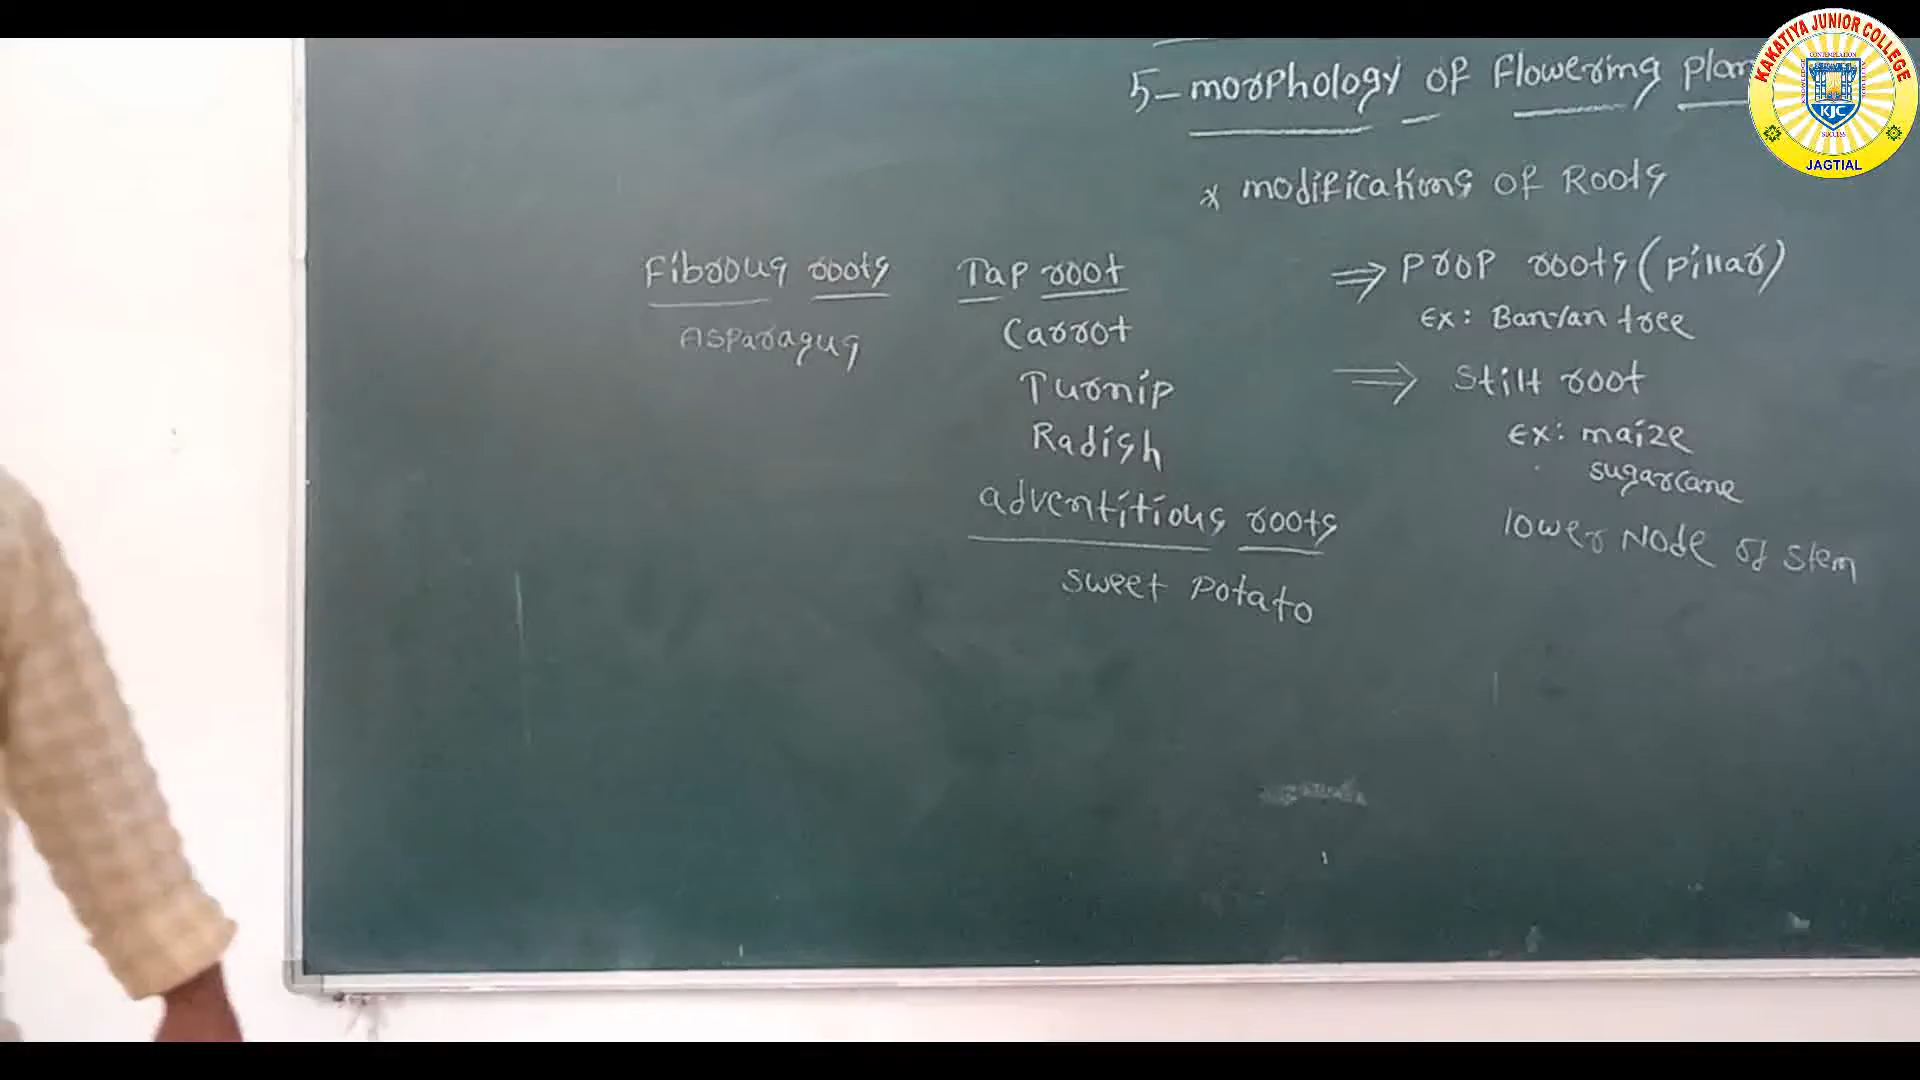 5- morphology of flowering plan
* modifications of Roots
Fibrous roots
Asparagus
Tap root
Carrot
Turnip
Radish
adventitious roots
sweet potato
⇒ Prop roots (pillar)
Ex: Banyan tree
⇒ Stilt root
Ex: maize
sugarcane
lower Node of stem
KAKATIYA JUNIOR COLLEGE
KJC
SUCCESS
JAGTIAL